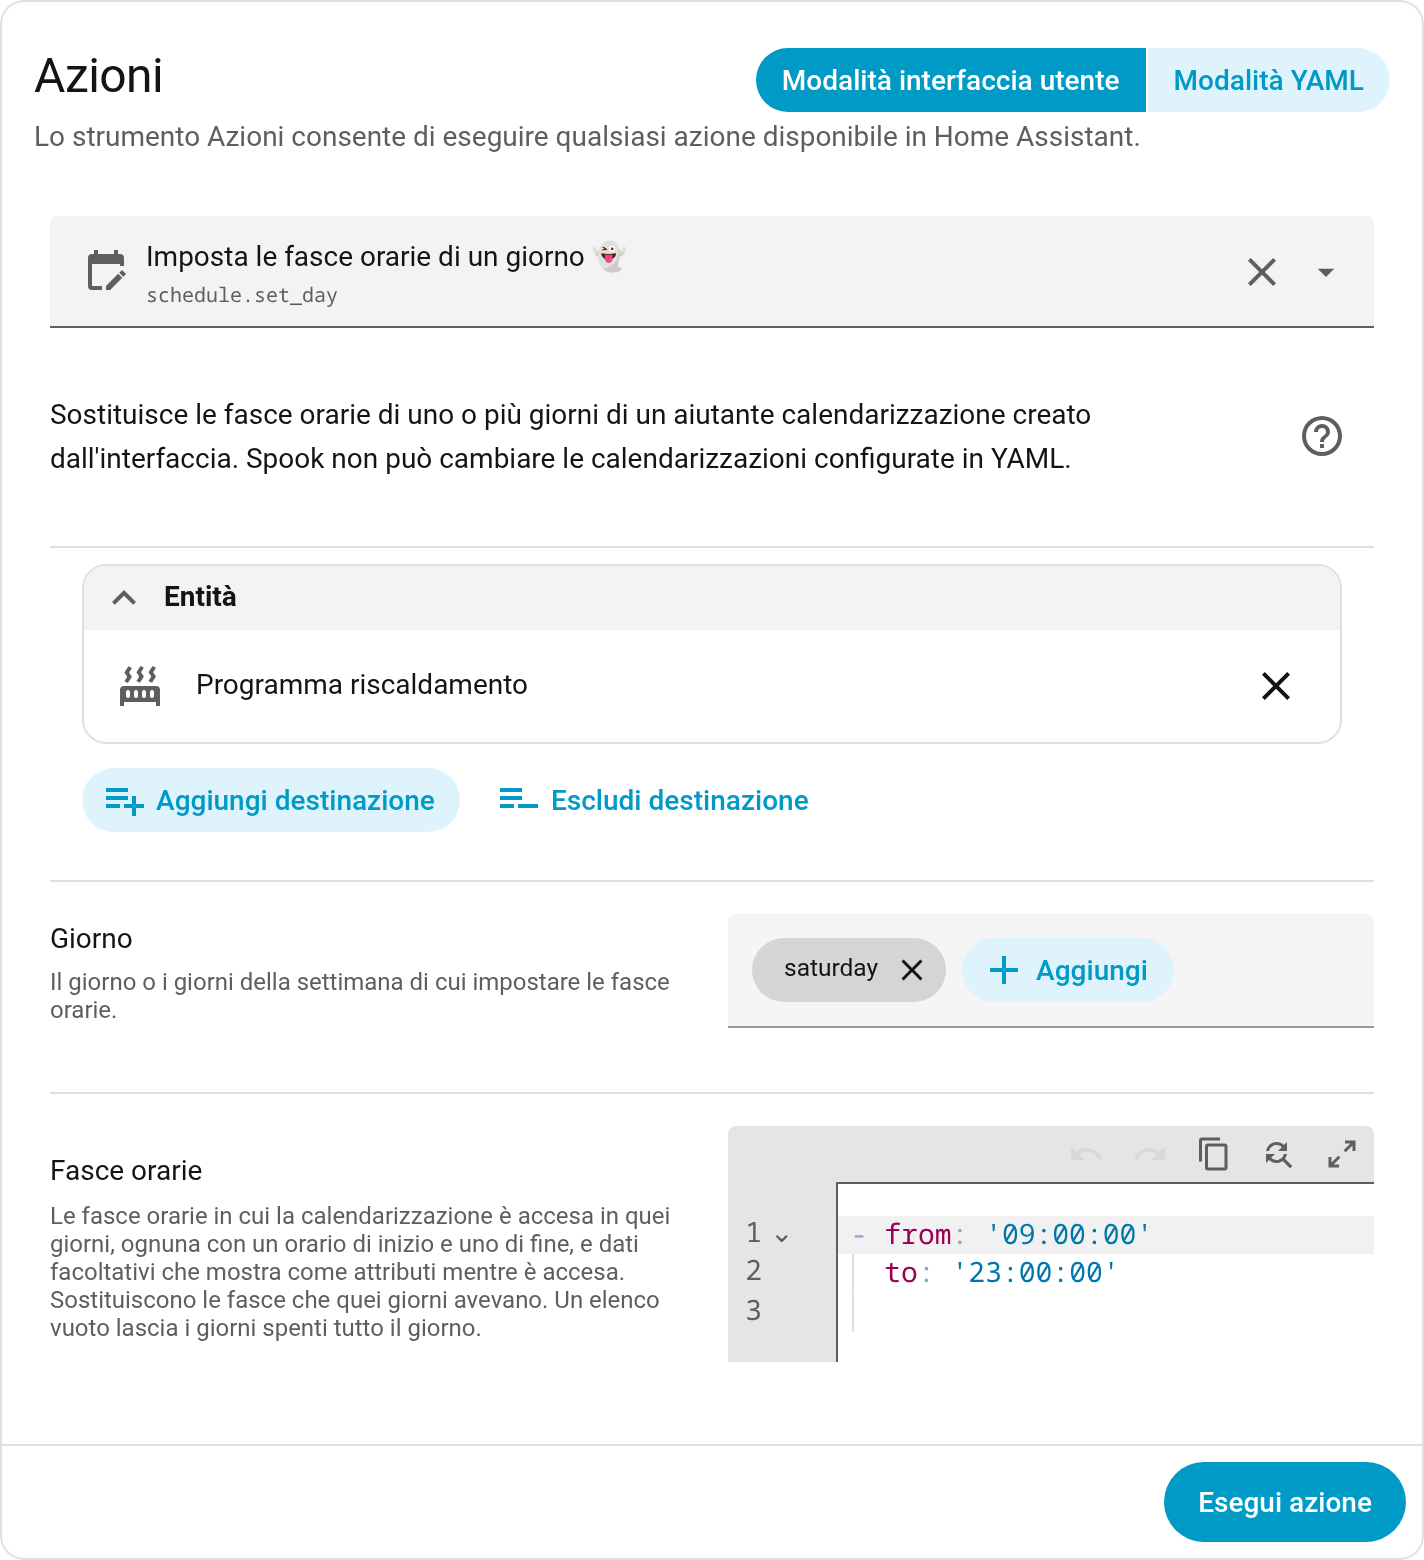 Azioni
Modalità interfaccia utente
Modalità YAML
Lo strumento Azioni consente di eseguire qualsiasi azione disponibile in Home Assistant.
Imposta le fasce orarie di un giorno 👻
schedule.set_day
Sostituisce le fasce orarie di uno o più giorni di un aiutante calendarizzazione creato
dall'interfaccia. Spook non può cambiare le calendarizzazioni configurate in YAML.
Entità
Programma riscaldamento
Aggiungi destinazione
Escludi destinazione
Giorno
Il giorno o i giorni della settimana di cui impostare le fasce
orarie.
saturday
Aggiungi
Fasce orarie
Le fasce orarie in cui la calendarizzazione è accesa in quei
giorni, ognuna con un orario di inizio e uno di fine, e dati
facoltativi che mostra come attributi mentre è accesa.
Sostituiscono le fasce che quei giorni avevano. Un elenco
vuoto lascia i giorni spenti tutto il giorno.
1 - from: '09:00:00'
2 to: '23:00:00'
3
Esegui azione